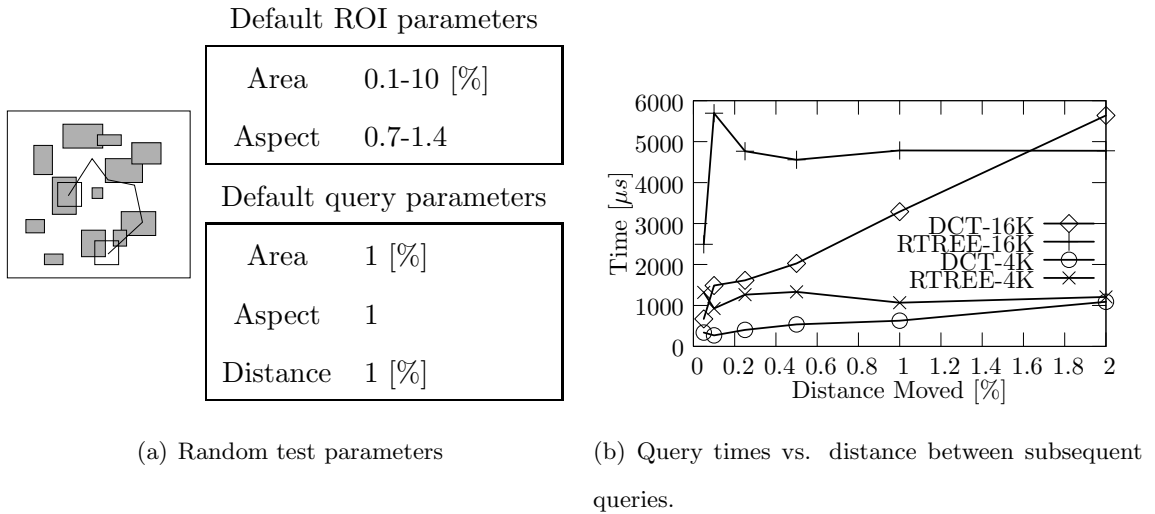 Default ROI parameters
Area 0.1-10 [%]
Aspect 0.7-1.4
Default query parameters
Area 1 [%]
Aspect 1
Distance 1 [%]
(a) Random test parameters
6000
5000
4000
3000
2000
1000
0
Time [µs]
DCT-16K
RTREE-16K
DCT-4K
RTREE-4K
0 0.2 0.4 0.6 0.8 1 1.2 1.4 1.6 1.8 2
Distance Moved [%]
(b) Query times vs. distance between subsequent
queries.